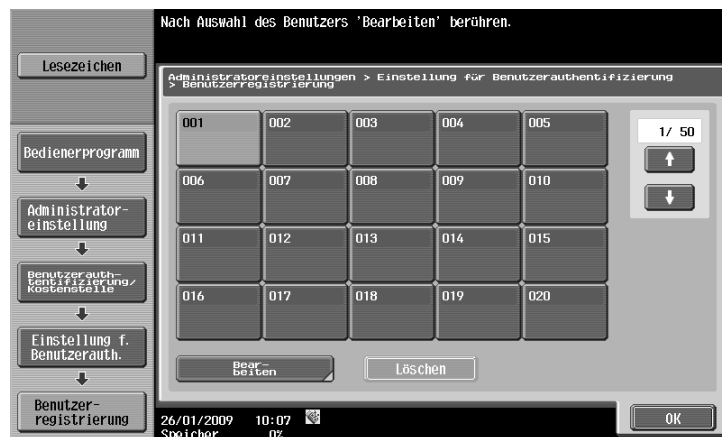 Nach Auswahl des Benutzers 'Bearbeiten' berühren.
Lesezeichen
Administratoreinstellungen > Einstellung für Benutzerauthentifizierung
> Benutzerregistrierung
001 002 003 004 005
1/ 50
Bedienerprogramm
006 007 008 009 010
Administrator-
einstellung
011 012 013 014 015
Benutzerauth-
tentifizierung/
Kostenstelle
016 017 018 019 020
Einstellung f.
Benutzerauth.
Bear-
beiten
Löschen
Benutzer-
registrierung
26/01/2009 10:07
Speicher 0%
OK